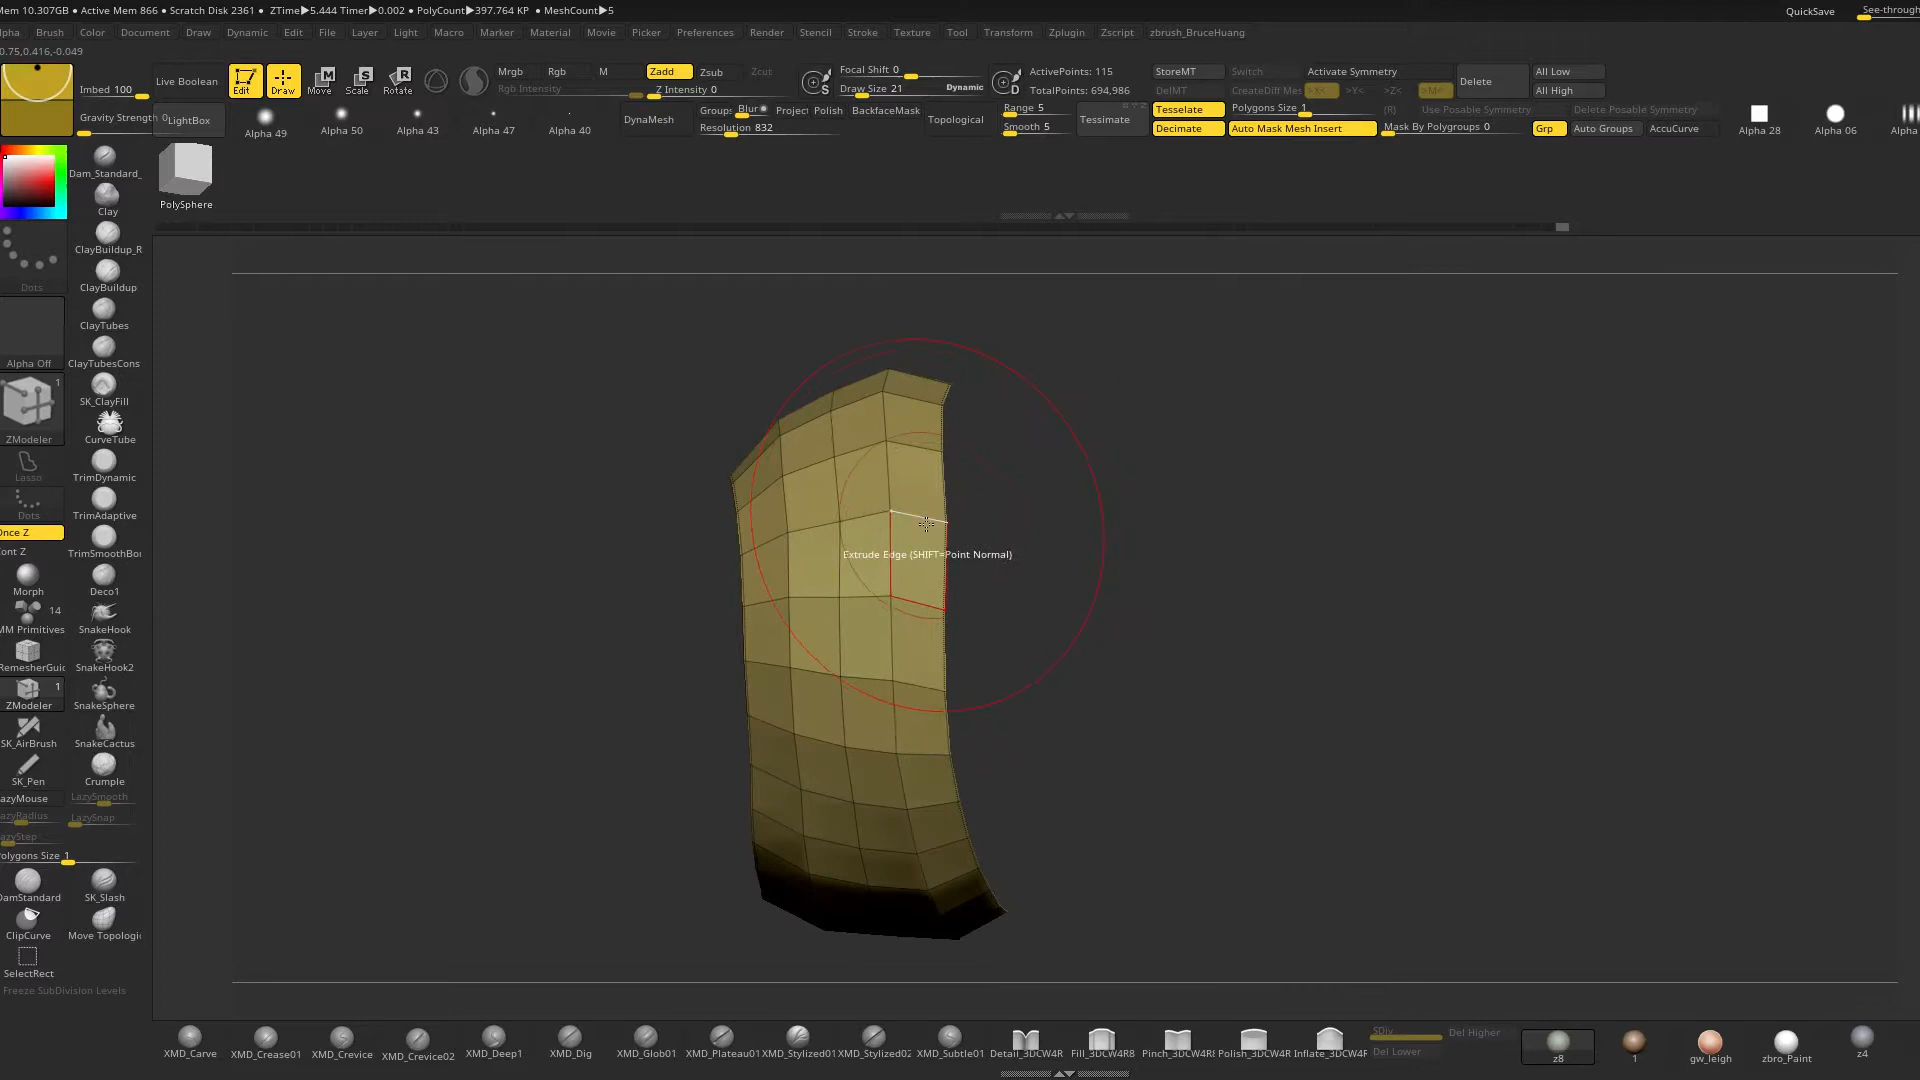 Mem 10.307GB • Active Mem 866 • Scratch Disk 2361 • ZTime▶5.444 Timer▶0.002 • PolyCount▶397.764 KP • MeshCount▶5
QuickSave
See-through
lpha Brush Color Document Draw Dynamic Edit File Layer Light Macro Marker Material Movie Picker Preferences Render Stencil Stroke Texture Tool Transform Zplugin Zscript zbrush_BruceHuang
0.75,0.416,-0.049
Imbed 100
Gravity Strength 0
Live Boolean
LightBox
Edit
Draw
Move
Scale
Rotate
Mrgb Rgb M
Rgb Intensity
Zadd Zsub Zcut
Z Intensity 0
Focal Shift 0
Draw Size 21
Dynamic
S
D
ActivePoints: 115
TotalPoints: 694,986
StoreMT
DelMT
Switch
CreateDiff Mes
Activate Symmetry
>X< >Y< >Z< >M<
Delete
All Low
All High
Alpha 49
Alpha 50
Alpha 43
Alpha 47
Alpha 40
DynaMesh
Groups Blur Project Polish BackfaceMask
Resolution 832
Topological
Range 5
Smooth 5
Tessimate
Tesselate
Decimate
Polygons Size 1
Auto Mask Mesh Insert
(R)
Use Posable Symmetry
Delete Posable Symmetry
Mask By Polygroups 0
Grp
Auto Groups
AccuCurve
Alpha 28
Alpha 06
Alpha
PolySphere
Dam_Standard_
Clay
ClayBuildup_R
Dots
ClayBuildup
ClayTubes
Alpha Off
ClayTubesCons
1
SK_ClayFill
ZModeler
CurveTube
Lasso
TrimDynamic
Dots
TrimAdaptive
Once Z
ont Z
TrimSmoothBor
Morph
Deco1
14
MM Primitives
SnakeHook
RemesherGuid
SnakeHook2
1
ZModeler
SnakeSphere
SK_AirBrush
SnakeCactus
SK_Pen
Crumple
azyMouse
LazySmooth
azyRadius
LazySnap
azyStep
olygons Size 1
DamStandard
SK_Slash
ClipCurve
Move Topologic
SelectRect
Freeze SubDivision Levels
Extrude Edge (SHIFT=Point Normal)
XMD_Carve
XMD_Crease01
XMD_Crevice
XMD_Crevice02
XMD_Deep1
XMD_Dig
XMD_Glob01
XMD_Plateau01
XMD_Stylized01
XMD_Stylized02
XMD_Subtle01
Detail_3DCW4R
Fill_3DCW4R8
Pinch_3DCW4R8
Polish_3DCW4R
Inflate_3DCW4R
SDiv
Del Lower
Del Higher
z8
1
gw_leigh
zbro_Paint
z4